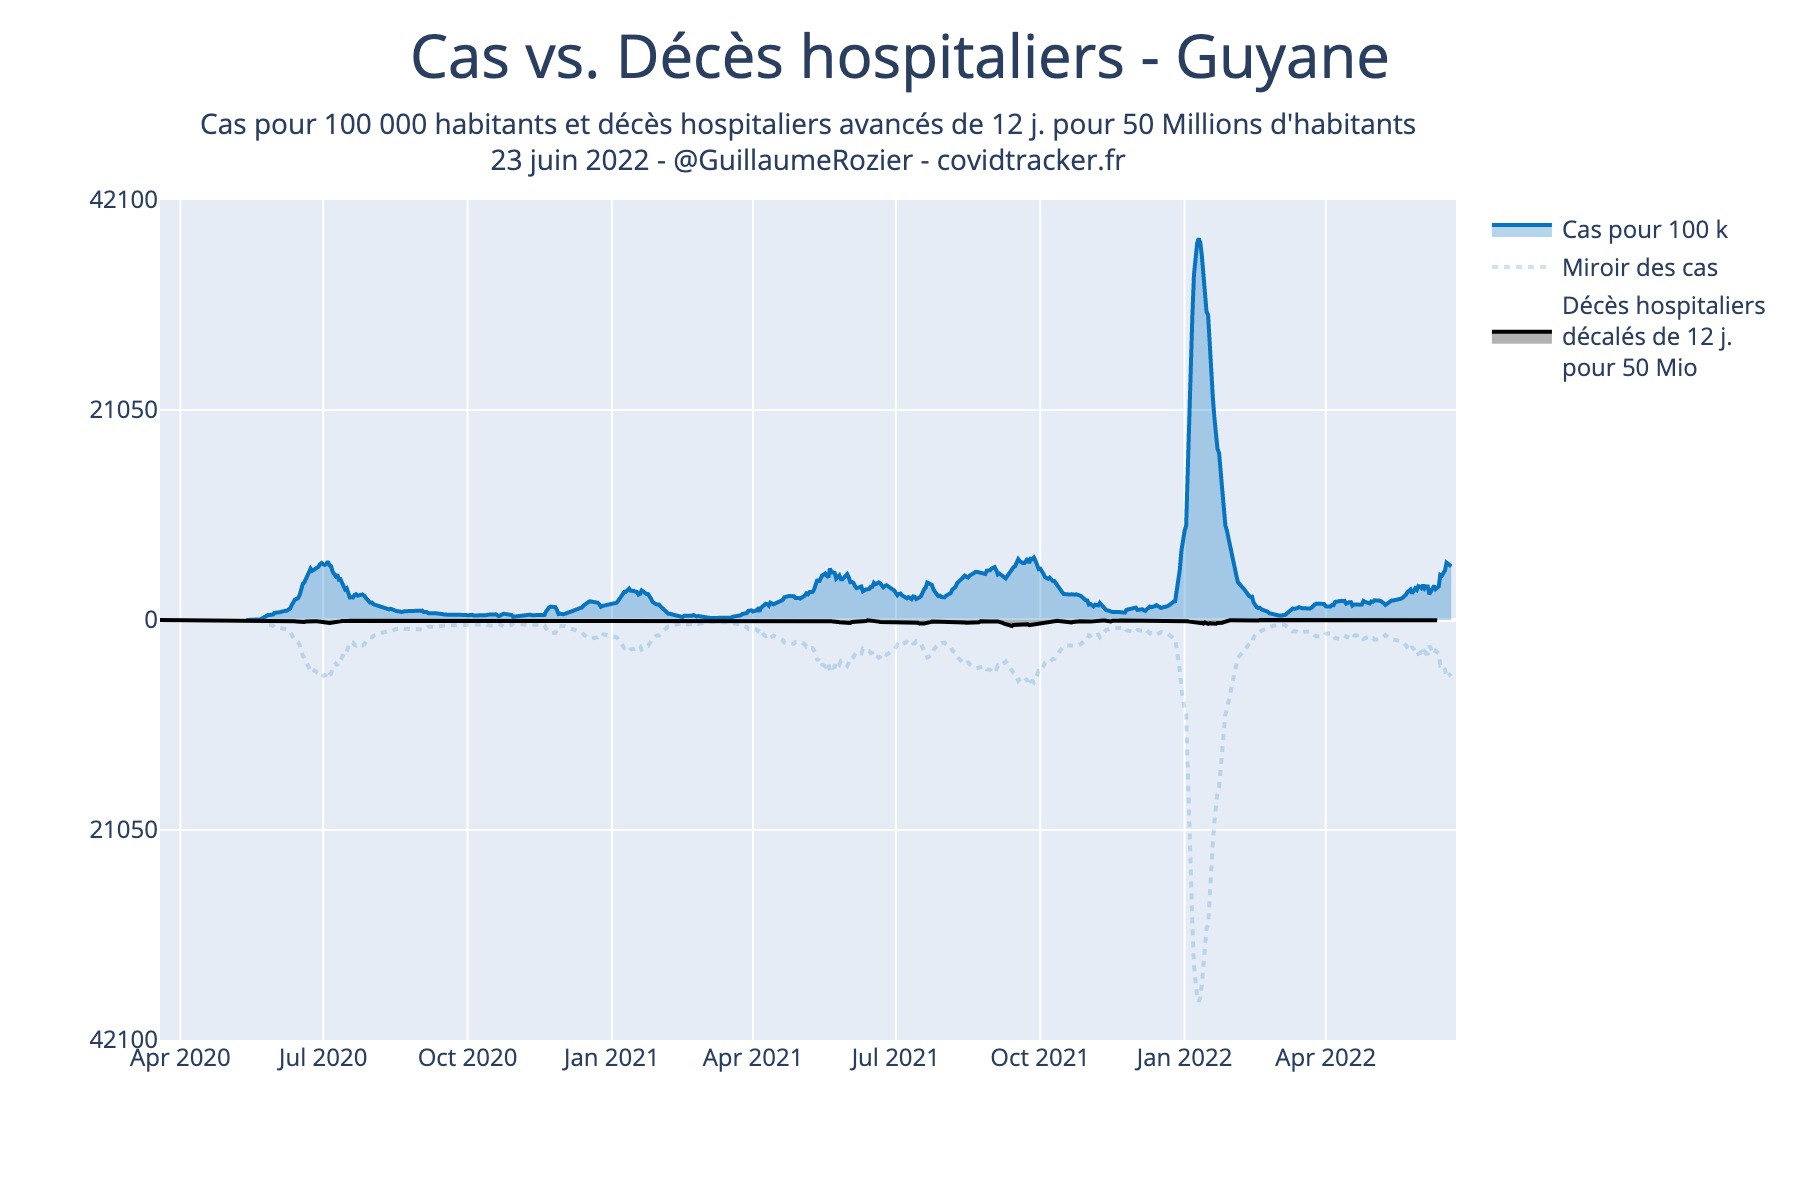 Cas vs. Décès hospitaliers - Guyane
Cas pour 100 000 habitants et décès hospitaliers avancés de 12 j. pour 50 Millions d'habitants
23 juin 2022 - @GuillaumeRozier - covidtracker.fr
42100
21050
0
21050
42100
Apr 2020
Jul 2020
Oct 2020
Jan 2021
Apr 2021
Jul 2021
Oct 2021
Jan 2022
Apr 2022
Cas pour 100 k
Miroir des cas
Décès hospitaliers
décalés de 12 j.
pour 50 Mio